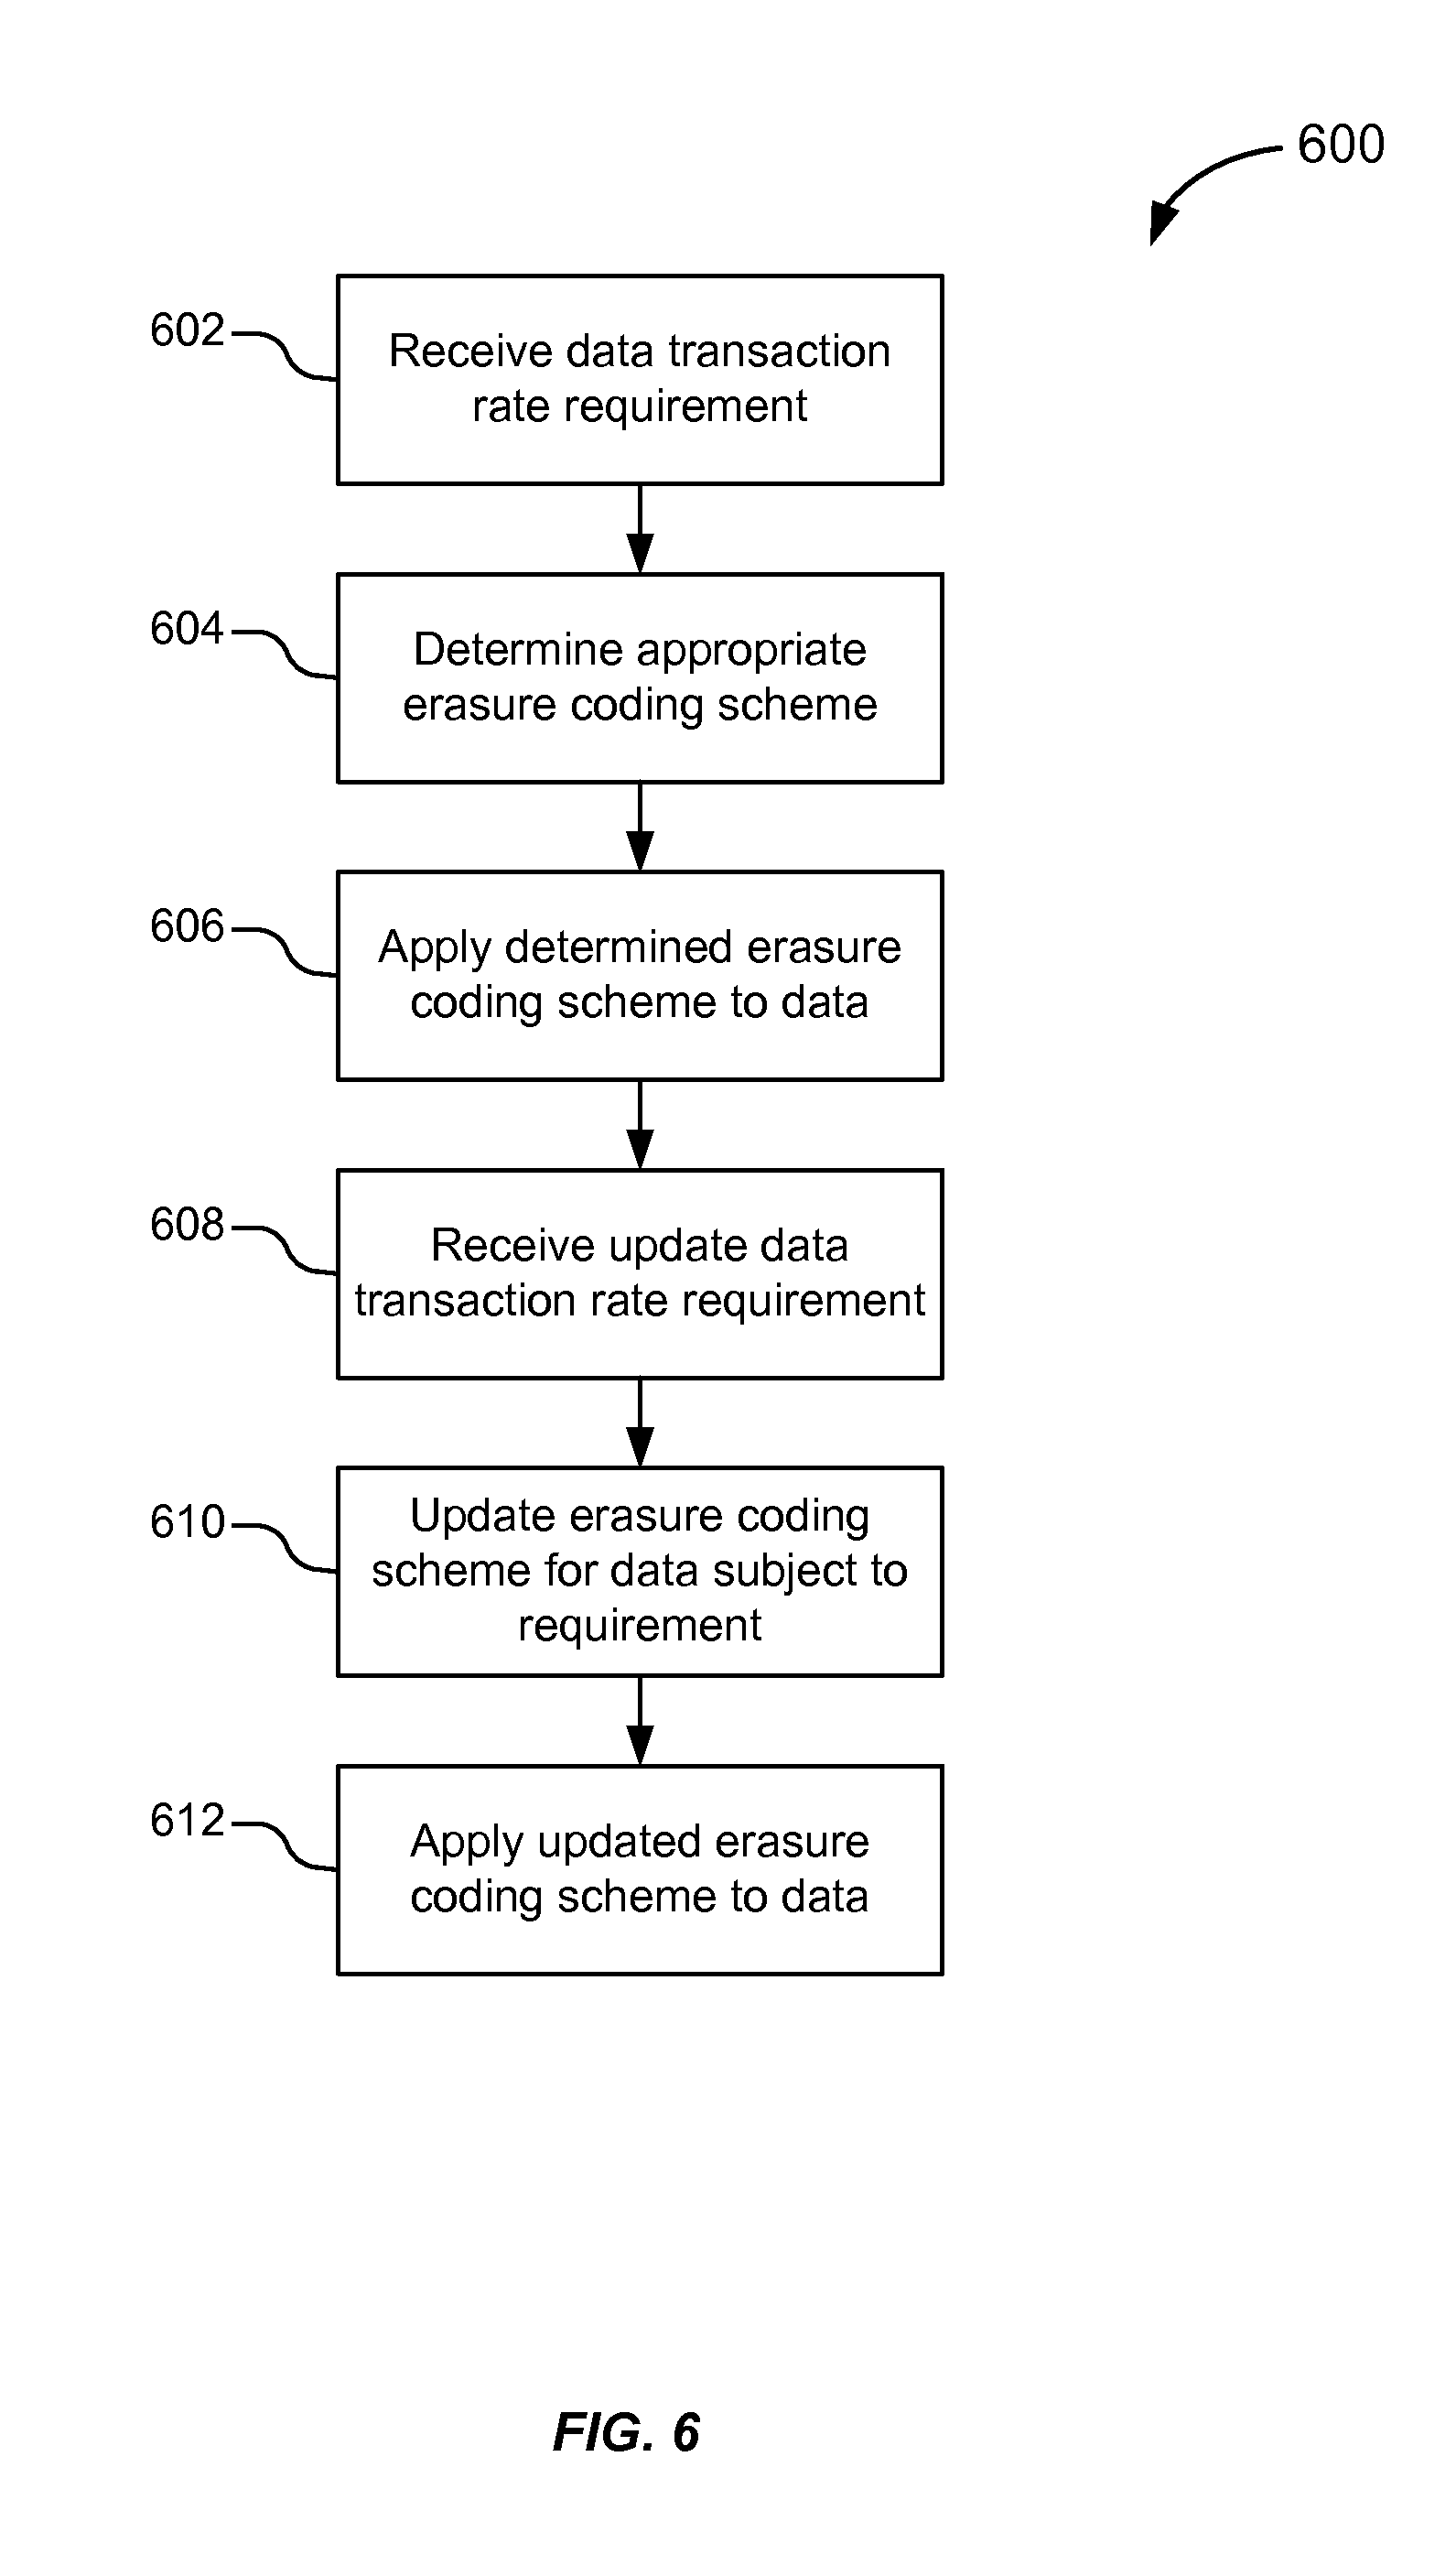 600
602
Receive data transaction
rate requirement
604
Determine appropriate
erasure coding scheme
606
Apply determined erasure
coding scheme to data
608
Receive update data
transaction rate requirement
610
Update erasure coding
scheme for data subject to
requirement
612
Apply updated erasure
coding scheme to data
FIG. 6